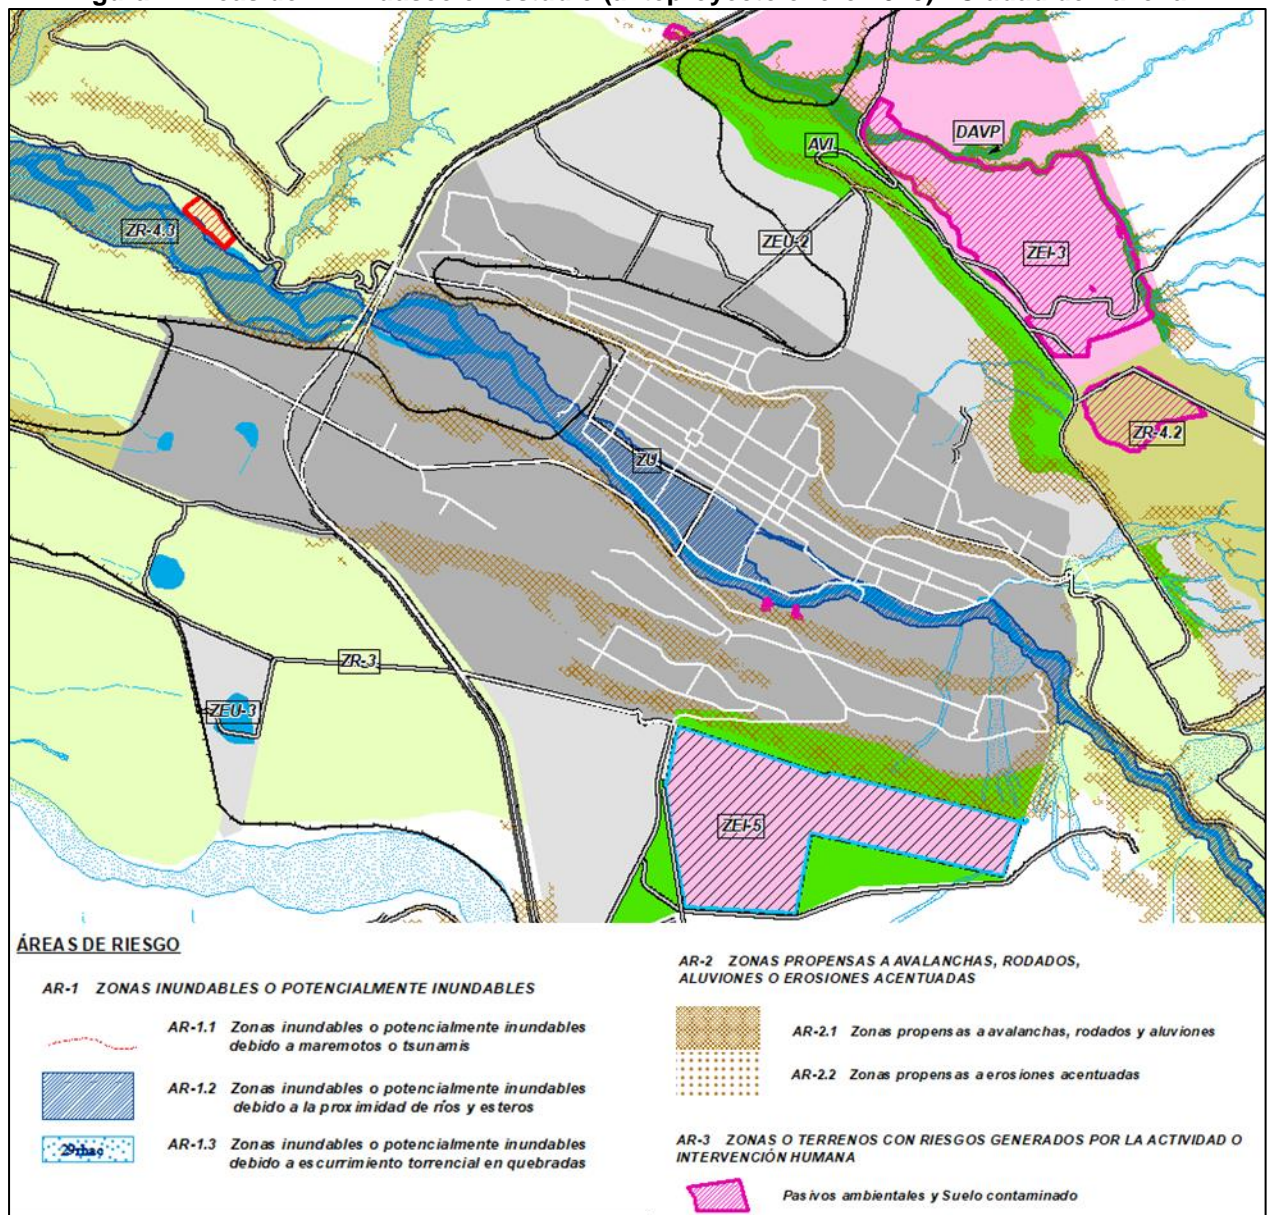 DAVP
AVI
ZR-4.3
ZEU-2
ZEI-3
ZR-4.2
ZU
ZR-3
ZEU-3
ZEI-5
ÁREAS DE RIESGO
AR-1 ZONAS INUNDABLES O POTENCIALMENTE INUNDABLES
AR-1.1 Zonas inundables o potencialmente inundables
debido a maremotos o tsunamis
AR-1.2 Zonas inundables o potencialmente inundables
debido a la proximidad de ríos y esteros
AR-1.3 Zonas inundables o potencialmente inundables
debido a escurrimiento torrencial en quebradas
AR-2 ZONAS PROPENSAS A AVALANCHAS, RODADOS,
ALUVIONES O EROSIONES ACENTUADAS
AR-2.1 Zonas propensas a avalanchas, rodados y aluviones
AR-2.2 Zonas propensas a erosiones acentuadas
AR-3 ZONAS O TERRENOS CON RIESGOS GENERADOS POR LA ACTIVIDAD O
INTERVENCIÓN HUMANA
Pasivos ambientales y Suelo contaminado